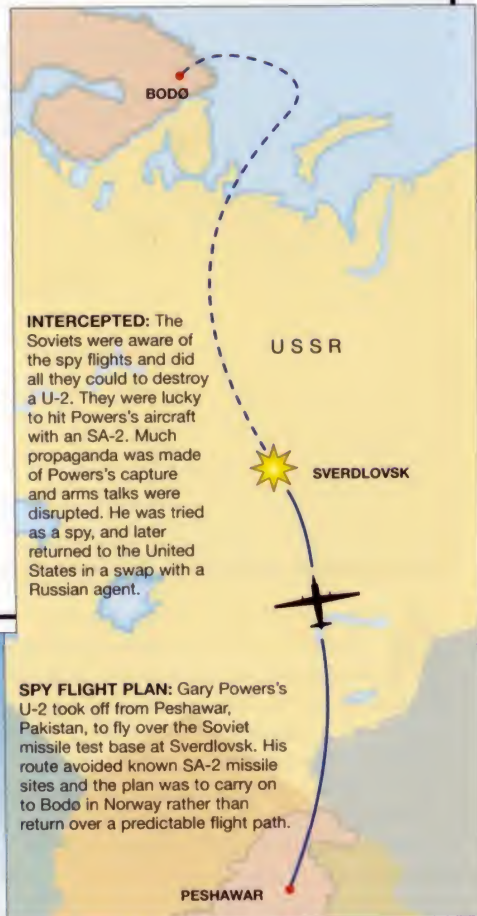 BODØ
INTERCEPTED: The
Soviets were aware of
the spy flights and did
all they could to destroy
a U-2. They were lucky
to hit Powers's aircraft
with an SA-2. Much
propaganda was made
of Powers's capture
and arms talks were
disrupted. He was tried
as a spy, and later
returned to the United
States in a swap with a
Russian agent.
USSR
SVERDLOVSK
SPY FLIGHT PLAN: Gary Powers's
U-2 took off from Peshawar,
Pakistan, to fly over the Soviet
missile test base at Sverdlovsk. His
route avoided known SA-2 missile
sites and the plan was to carry on
to Bodø in Norway rather than
return over a predictable flight path.
PESHAWAR